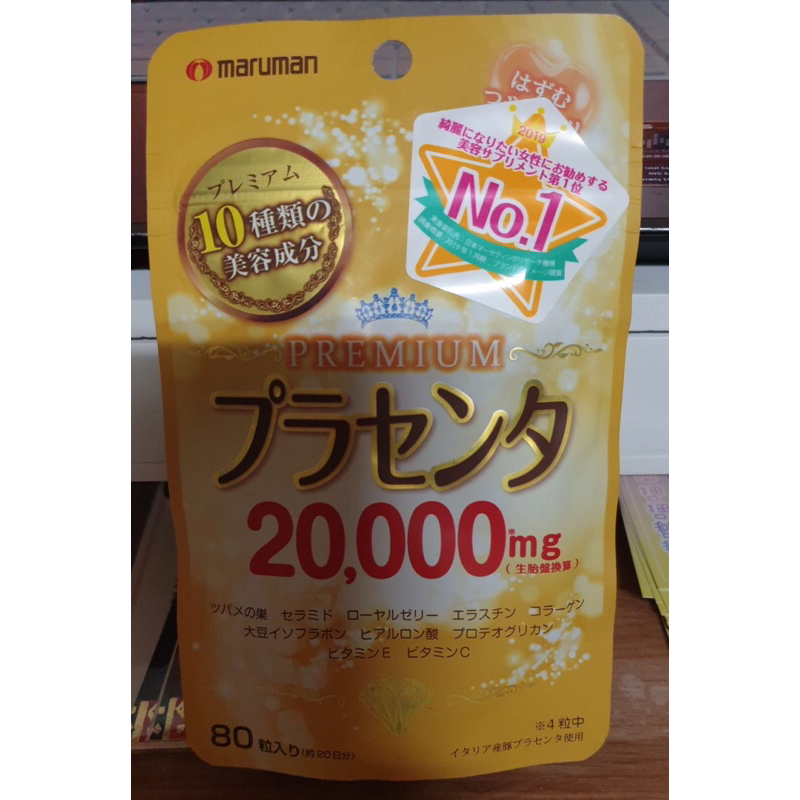 maruman
はずむ
2019
綺麗になりたい女性にお勧めする
美容サプリメント第1位
No.1
プレミアム
10種類の
美容成分
PREMIUM
プラセンタ
20,000mg
※
(生胎盤換算)
ツバメの巣 セラミド ローヤルゼリー エラスチン コラーゲン
大豆イソフラボン ヒアルロン酸 プロテオグリカン
ビタミンE ビタミンC
80粒入り(約20日分)
※4粒中
イタリア産豚プラセンタ使用